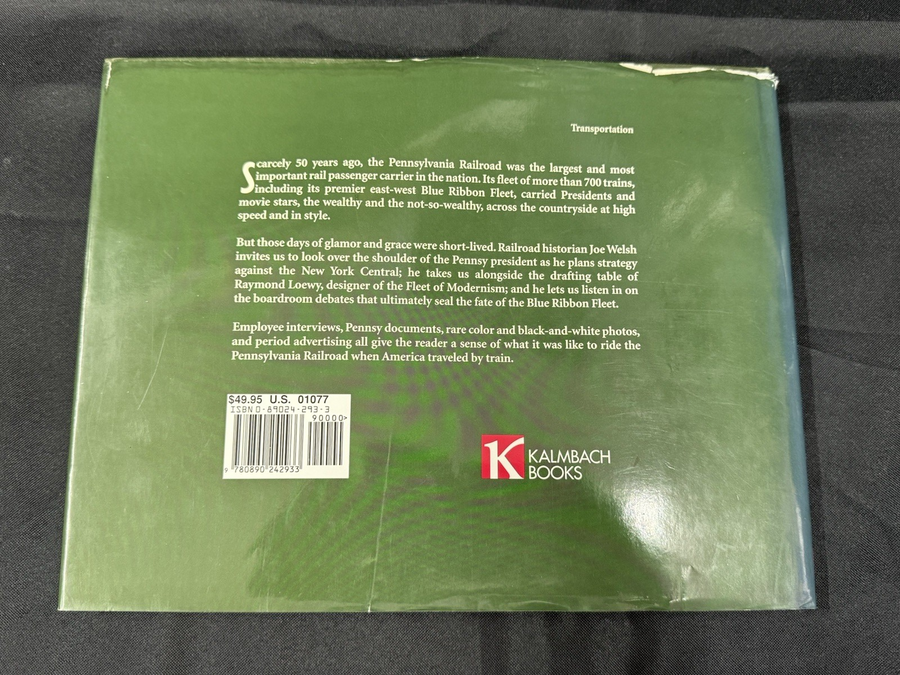 Transportation
Scarcely 50 years ago, the Pennsylvania Railroad was the largest and most
important rail passenger carrier in the nation. Its fleet of more than 700 trains,
including its premier east-west Blue Ribbon Fleet, carried Presidents and
movie stars, the wealthy and the not-so-wealthy, across the countryside at high
speed and in style.
But those days of glamor and grace were short-lived. Railroad historian Joe Welsh
invites us to look over the shoulder of the Pennsy president as he plans strategy
against the New York Central; he takes us alongside the drafting table of
Raymond Loewy, designer of the Fleet of Modernism; and he lets us listen in on
the boardroom debates that ultimately seal the fate of the Blue Ribbon Fleet.
Employee interviews, Pennsy documents, rare color and black-and-white photos,
and period advertising all give the reader a sense of what it was like to ride the
Pennsylvania Railroad when America traveled by train.
$49.95 U.S. 01077
ISBN 0-89024-293-3
90000>
9 780890 242933
K KALMBACH
BOOKS